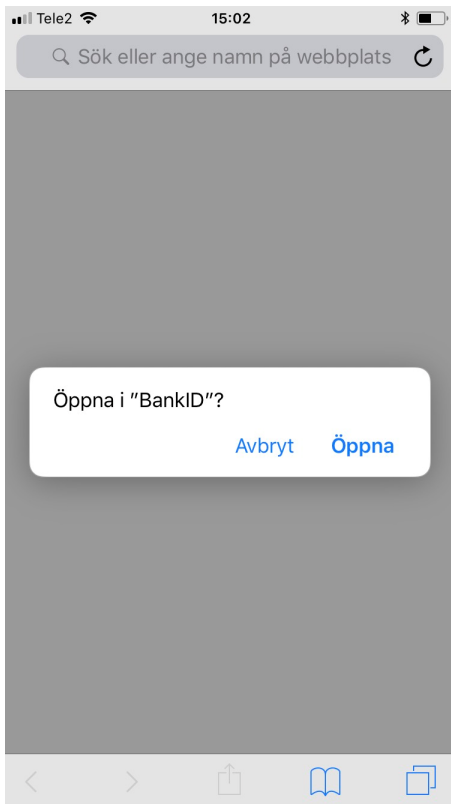 Tele2 15:02
Sök eller ange namn på webbplats
Öppna i "BankID"?
Avbryt Öppna